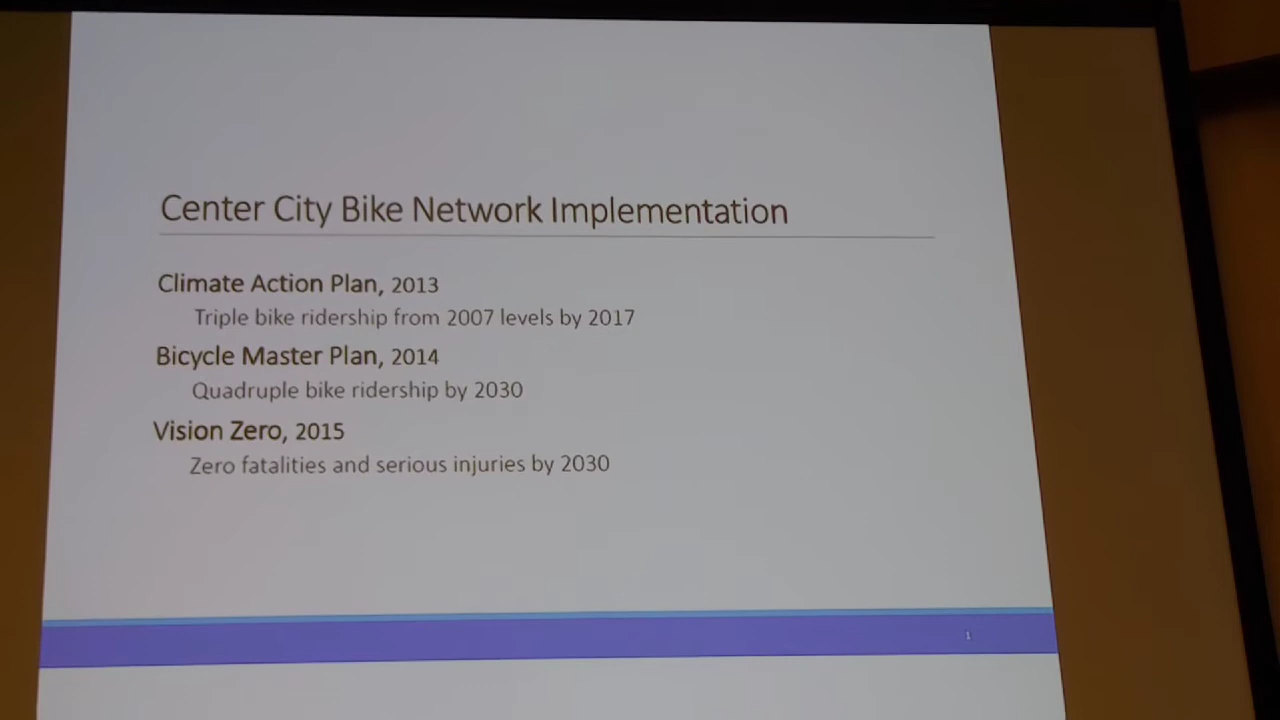 Center City Bike Network Implementation
Climate Action Plan, 2013
Triple bike ridership from 2007 levels by 2017
Bicycle Master Plan, 2014
Quadruple bike ridership by 2030
Vision Zero, 2015
Zero fatalities and serious injuries by 2030
1